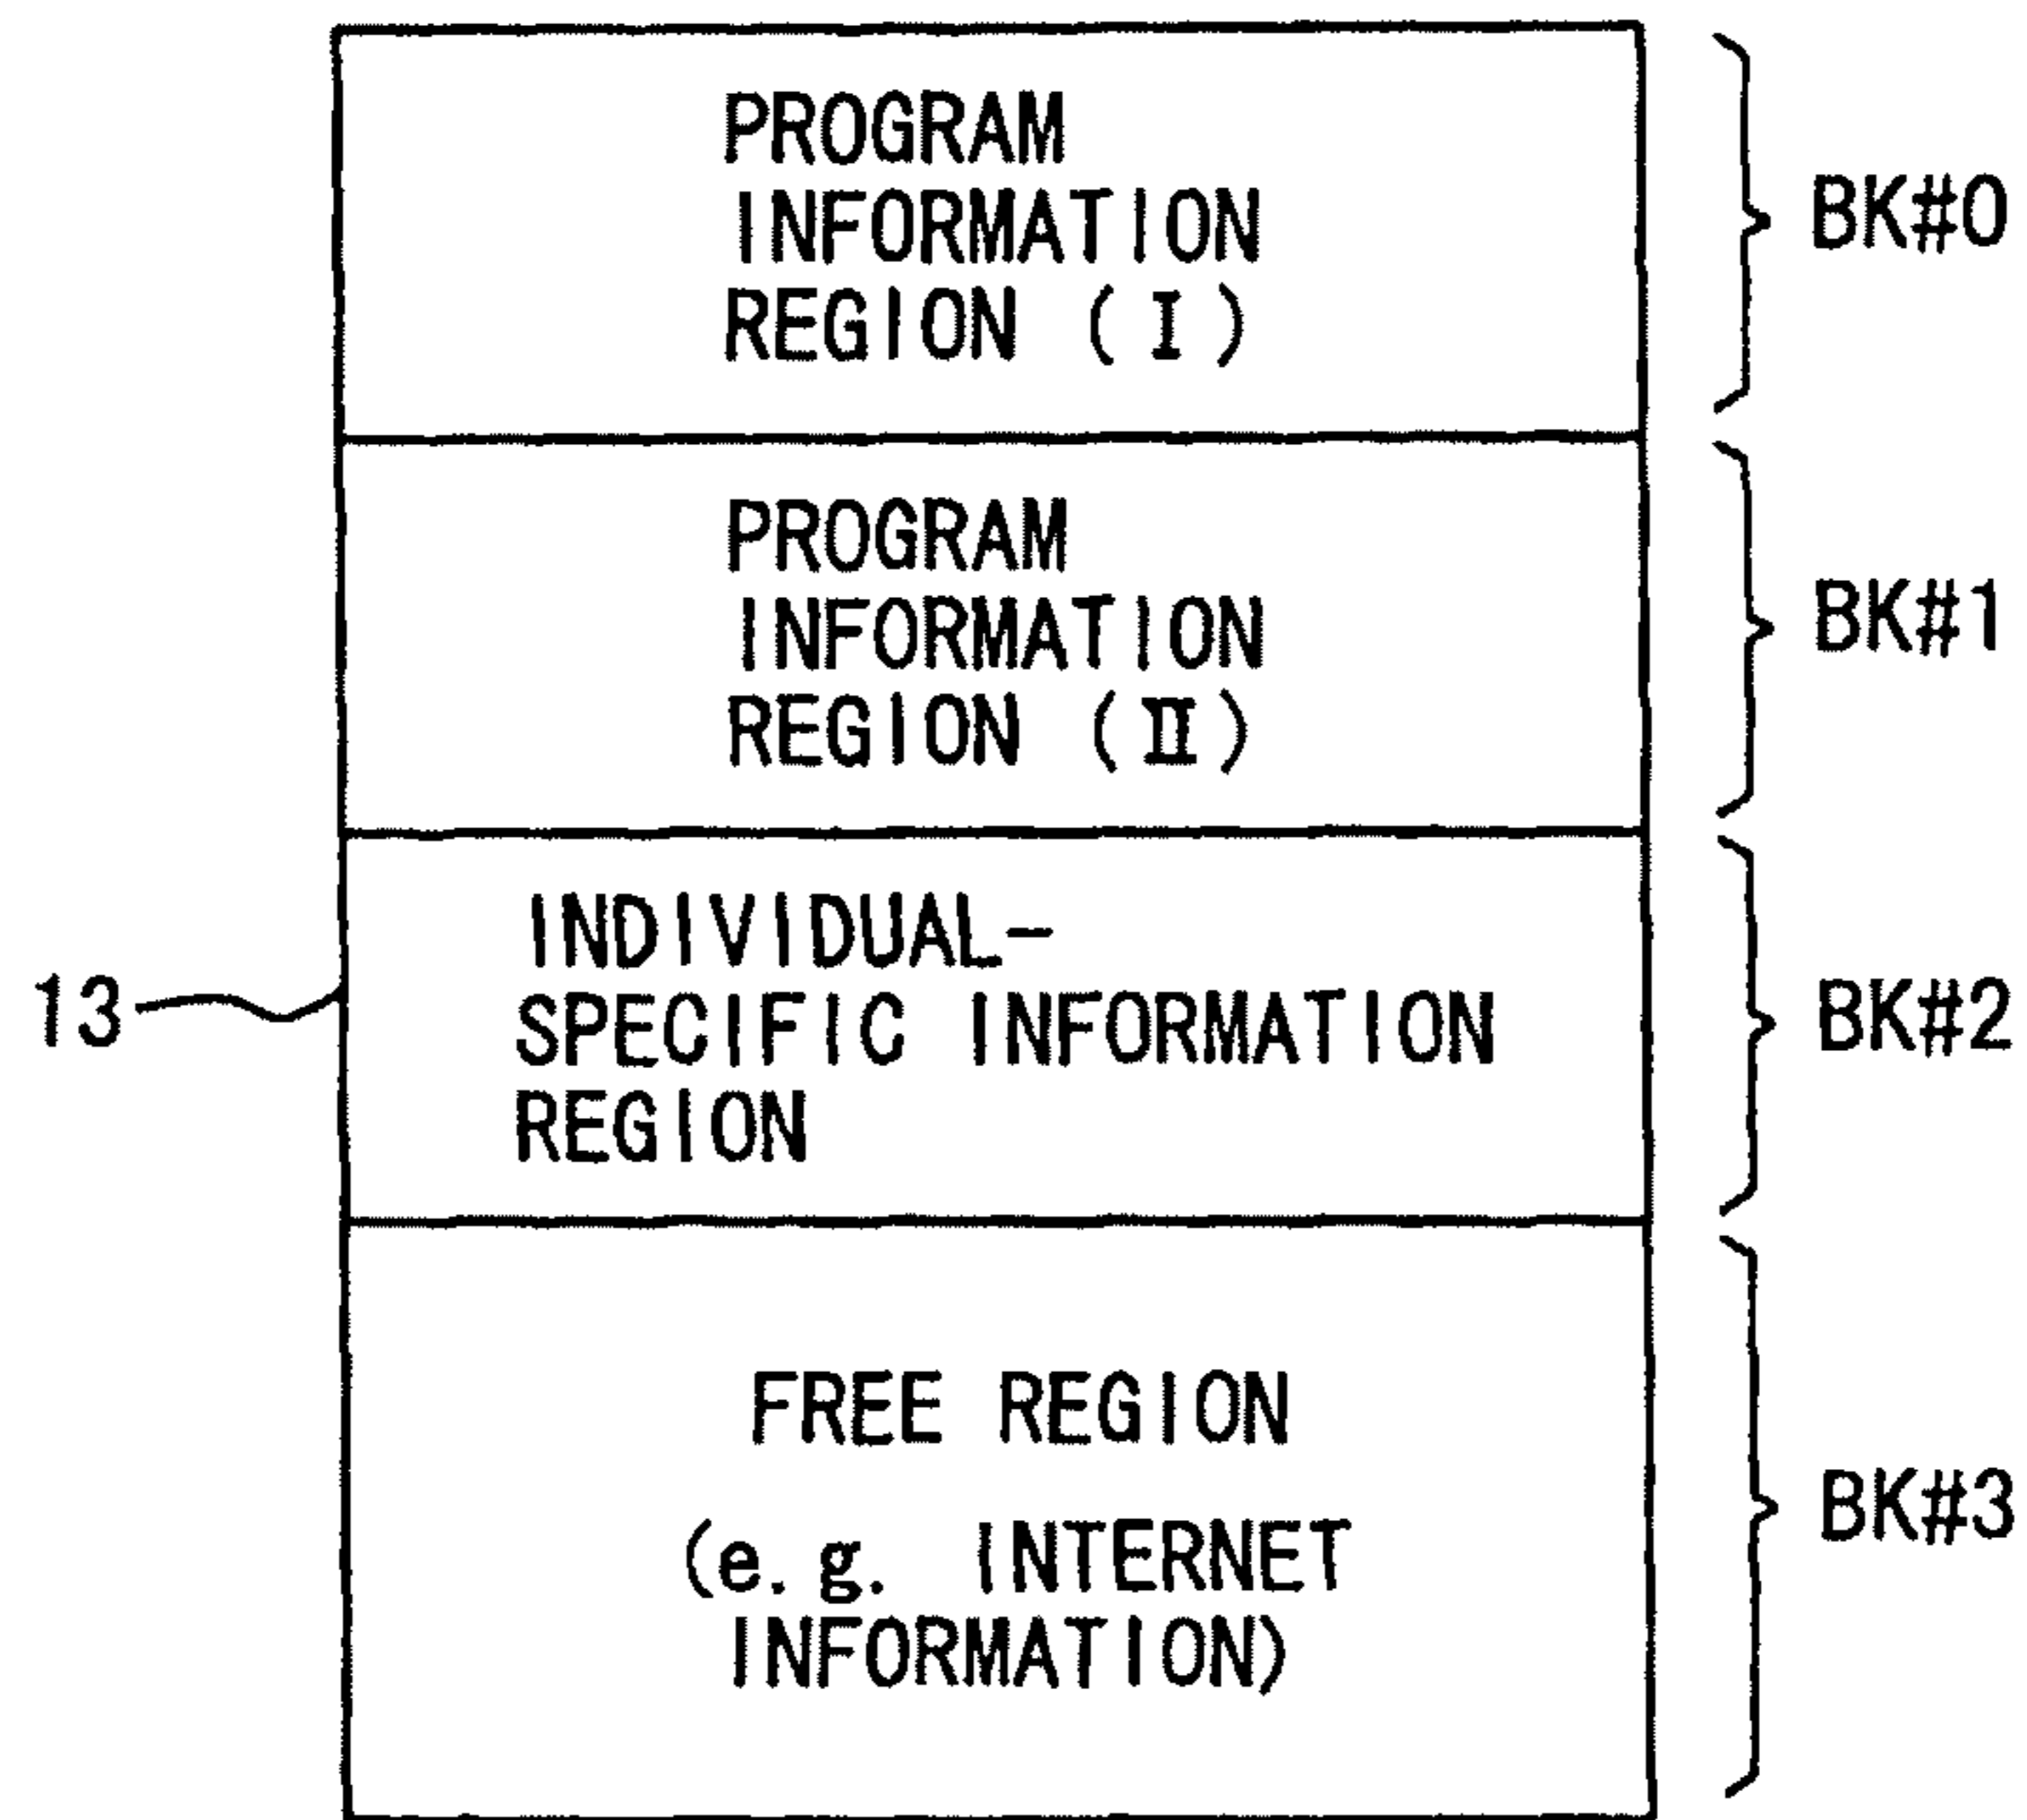 PROGRAM
INFORMATION
REGION (I)
BK#0
PROGRAM
INFORMATION
REGION (II)
BK#1
INDIVIDUAL-
SPECIFIC INFORMATION
REGION
BK#2
13
FREE REGION
(e.g. INTERNET
INFORMATION)
BK#3